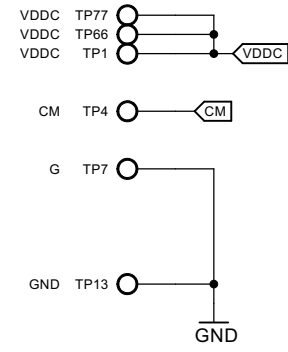 VDDC TP77
VDDC TP66
VDDC TP1 VDDC
CM TP4 CM
G TP7
GND TP13
GND